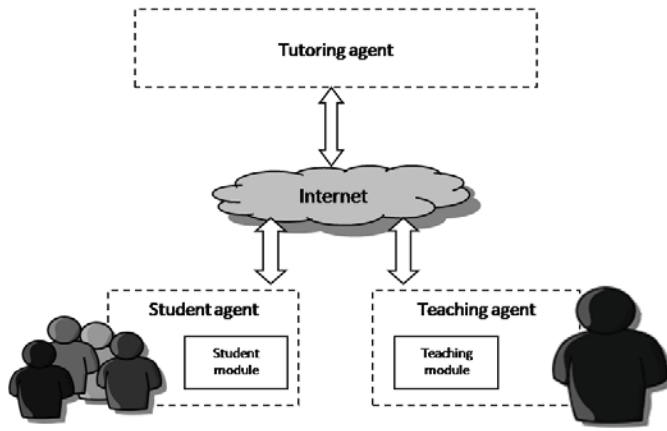 Tutoring agent
Internet
Student agent
Teaching agent
Student
module
Teaching
module